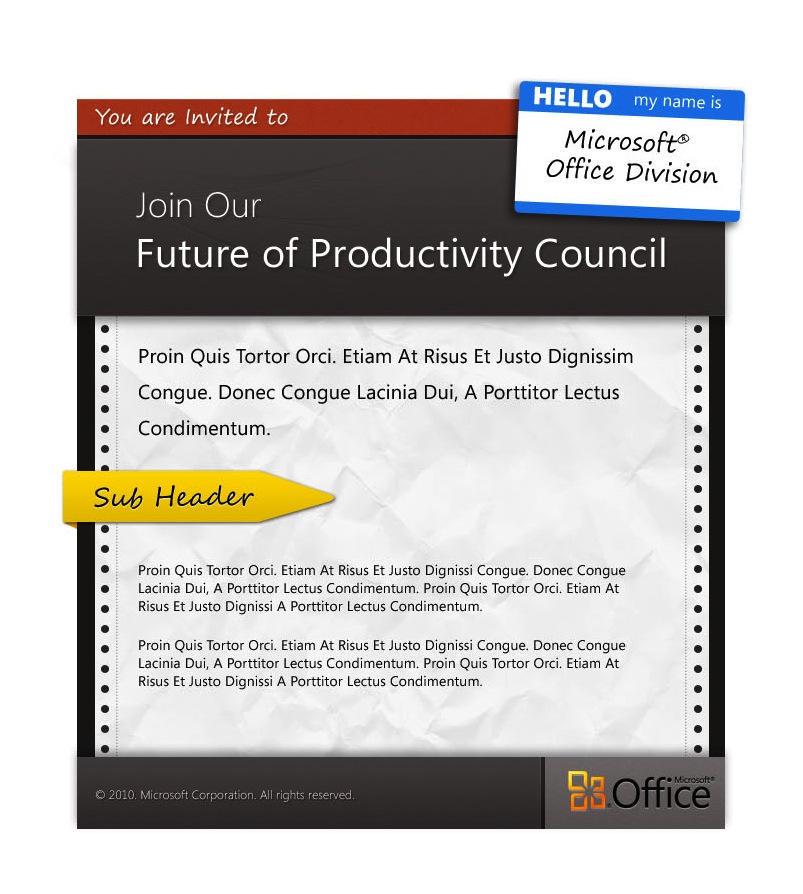 HELLO my name is
Microsoft®
Office Division
You are Invited to
Join Our
Future of Productivity Council
Proin Quis Tortor Orci. Etiam At Risus Et Justo Dignissim
Congue. Donec Congue Lacinia Dui, A Porttitor Lectus
Condimentum.
Sub Header
Proin Quis Tortor Orci. Etiam At Risus Et Justo Dignissi Congue. Donec Congue
Lacinia Dui, A Porttitor Lectus Condimentum. Proin Quis Tortor Orci. Etiam At
Risus Et Justo Dignissi A Porttitor Lectus Condimentum.
Proin Quis Tortor Orci. Etiam At Risus Et Justo Dignissi Congue. Donec Congue
Lacinia Dui, A Porttitor Lectus Condimentum. Proin Quis Tortor Orci. Etiam At
Risus Et Justo Dignissi A Porttitor Lectus Condimentum.
© 2010. Microsoft Corporation. All rights reserved.
Microsoft®
Office